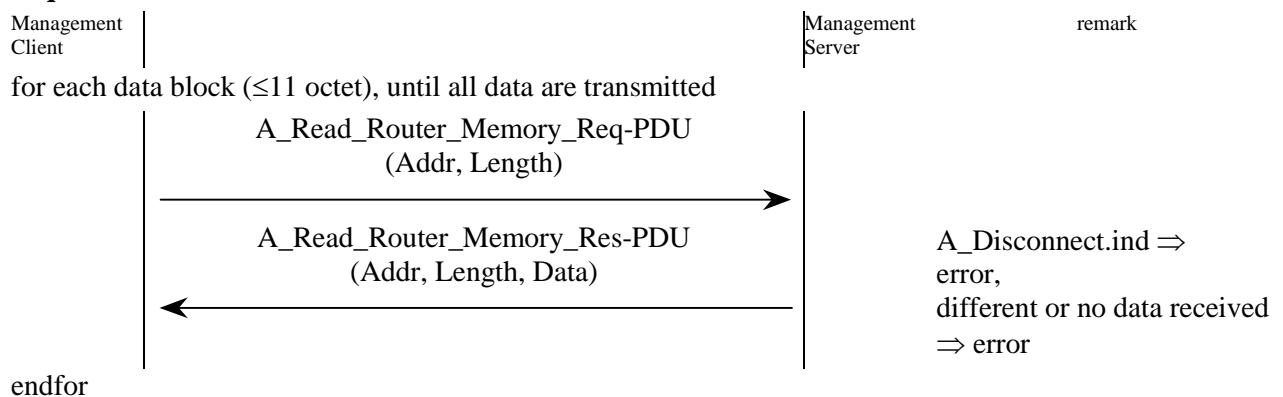 Management
Client
Management
Server
remark
for each data block (≤11 octet), until all data are transmitted
A_Read_Router_Memory_Req-PDU
(Addr, Length)
A_Read_Router_Memory_Res-PDU
(Addr, Length, Data)
A_Disconnect.ind ⇒
error,
different or no data received
⇒ error
endfor